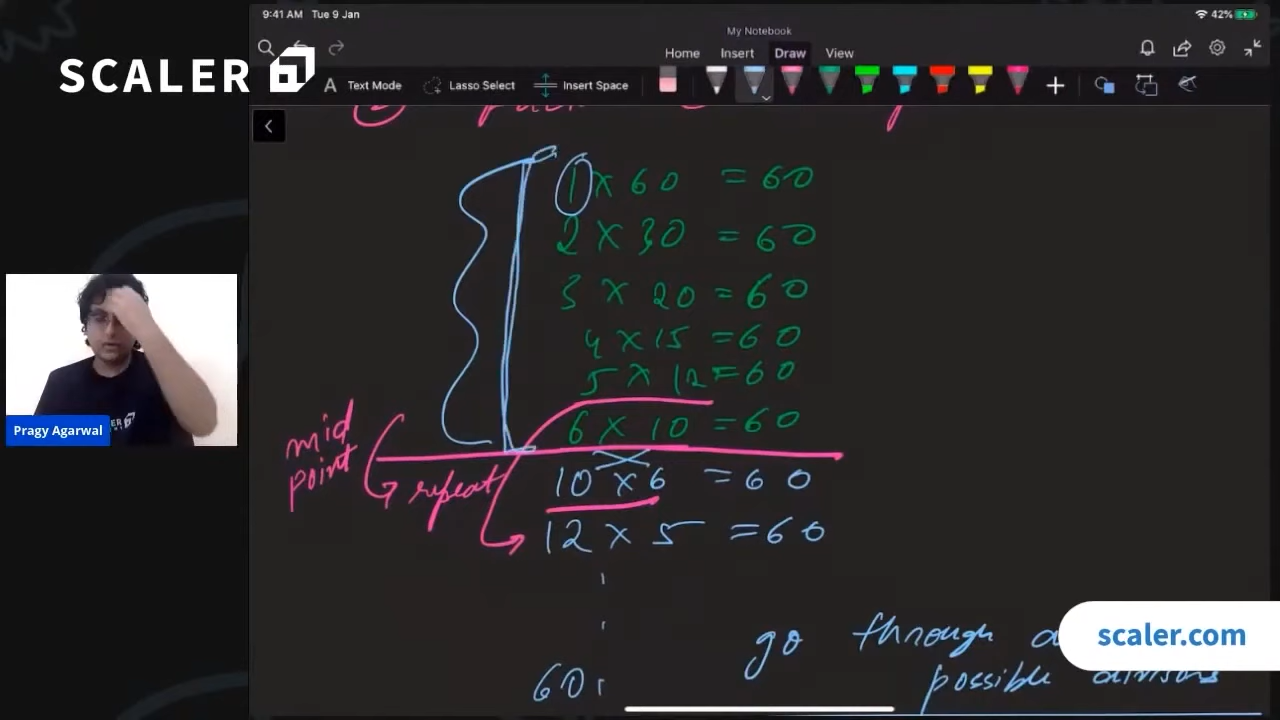 9:41 AM Tue 9 Jan
42%
My Notebook
SCALER
Home Insert Draw View
Text Mode Lasso Select Insert Space
1 x 60 = 60
2 x 30 = 60
3 x 20 = 60
4 x 15 = 60
5 x 12 = 60
6 x 10 = 60
mid
point
repeat
10 x 6 = 60
12 x 5 = 60
Pragy Agarwal
go through
possible divisors
60
scaler.com